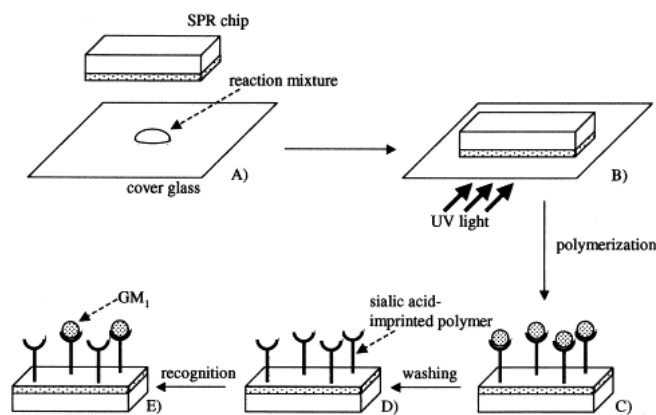 SPR chip
reaction mixture
cover glass
A)
B)
UV light
polymerization
GM₁
sialic acid-
imprinted polymer
recognition
washing
E)
D)
C)